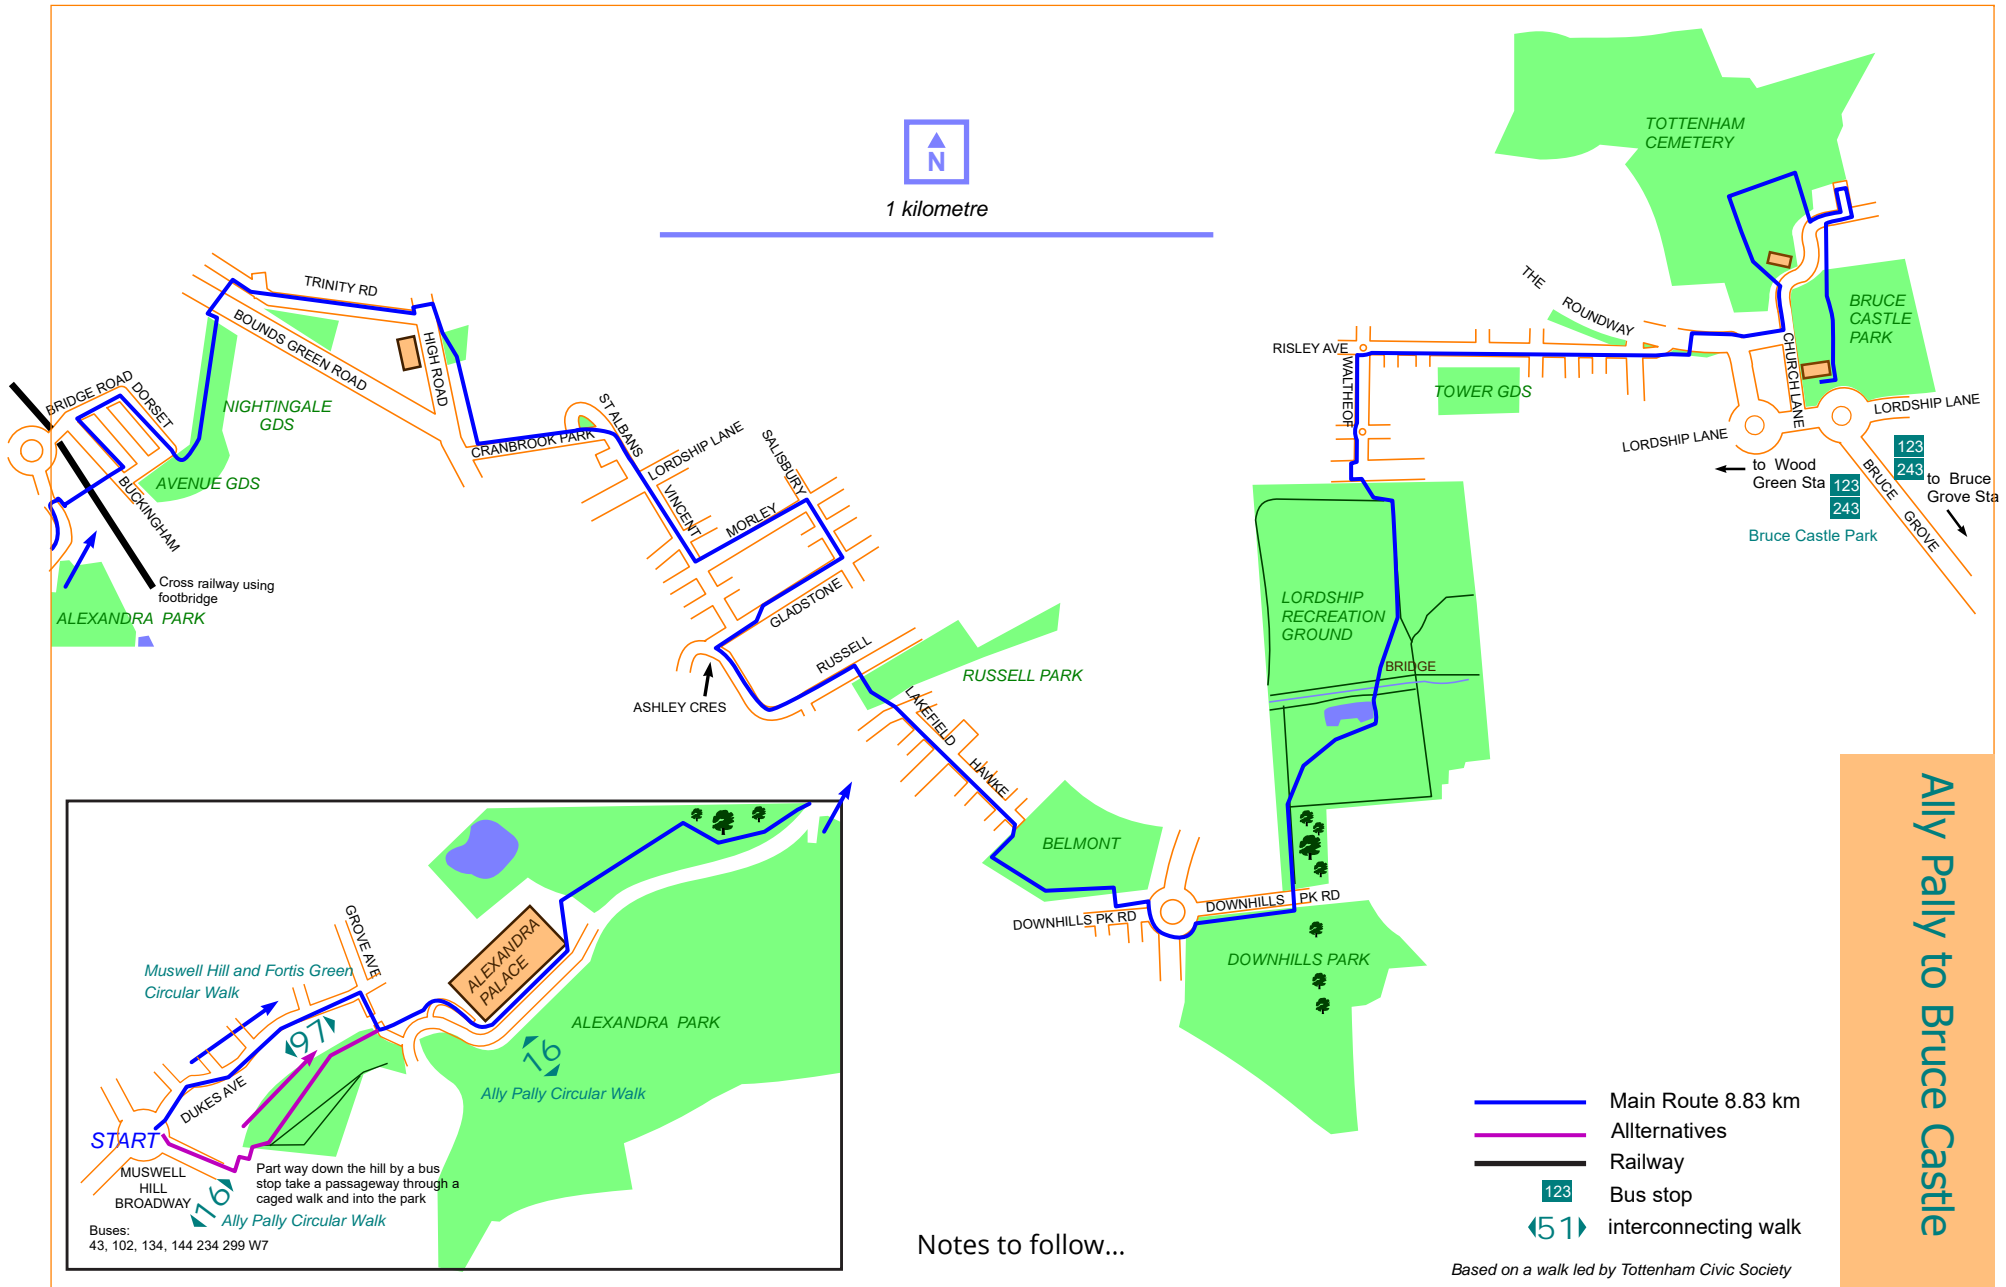 TOTTENHAM
CEMETERY
N
1 kilometre
THE
ROUNDWAY
TRINITY RD
BOUNDS GREEN ROAD
HIGH ROAD
BRUCE
CASTLE
PARK
RISLEY AVE
WALTHEOF
CHURCH LANE
TOWER GDS
LORDSHIP LANE
LORDSHIP LANE
BRIDGE ROAD
DORSET
NIGHTINGALE
GDS
ST ALBANS
CRANBROOK PARK
LORDSHIP LANE
SALISBURY
AVENUE GDS
BUCKINGHAM
VINCENT
MORLEY
to Wood
Green Sta
123
243
123
243
to Bruce
Grove Sta
BRUCE
GROVE
Bruce Castle Park
Cross railway using
footbridge
ALEXANDRA PARK
GLADSTONE
LORDSHIP
RECREATION
GROUND
BRIDGE
RUSSELL
RUSSELL PARK
ASHLEY CRES
LAKEFIELD
HAWKE
BELMONT
DOWNHILLS PK RD
DOWNHILLS PK RD
DOWNHILLS PARK
Ally Pally to Bruce Castle
GROVE AVE
ALEXANDRA
PALACE
Muswell Hill and Fortis Green
Circular Walk
97
ALEXANDRA PARK
16
Ally Pally Circular Walk
DUKES AVE
START
MUSWELL
HILL
BROADWAY
Part way down the hill by a bus
stop take a passageway through a
caged walk and into the park
16
Ally Pally Circular Walk
Buses:
43, 102, 134, 144 234 299 W7
Notes to follow...
Main Route 8.83 km
Allternatives
Railway
123
Bus stop
51
interconnecting walk
Based on a walk led by Tottenham Civic Society